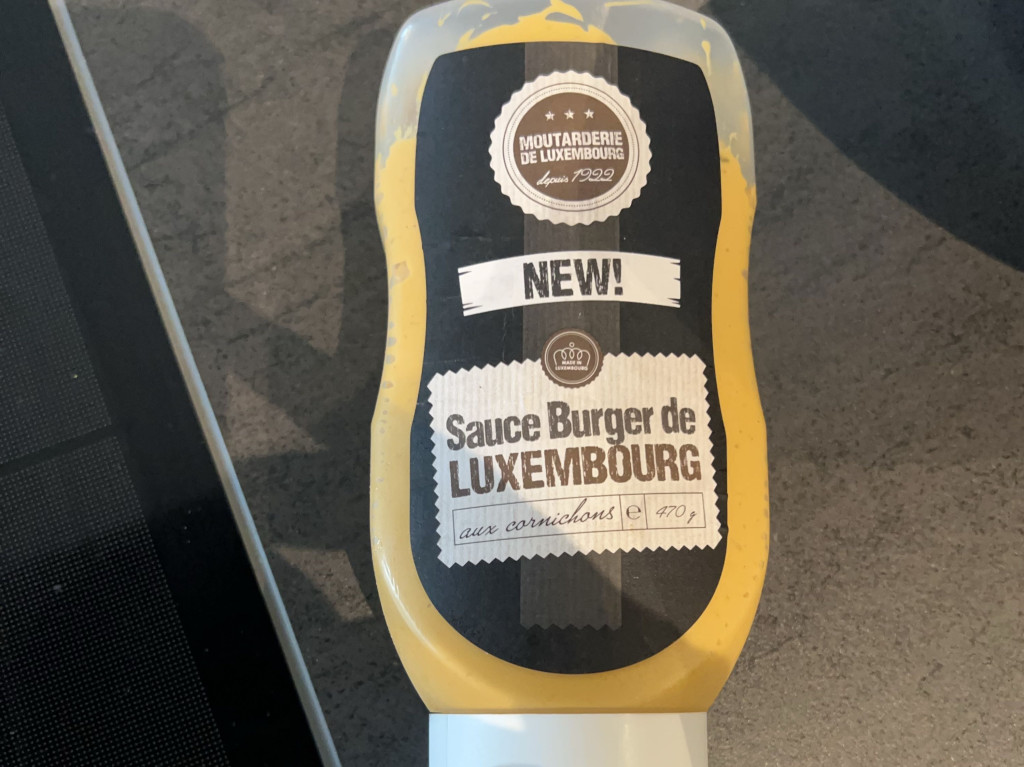 MOUTARDERIE
DE LUXEMBOURG
depuis 1922
NEW!
MADE IN
LUXEMBOURG
Sauce Burger de
LUXEMBOURG
aux cornichons e 470 g